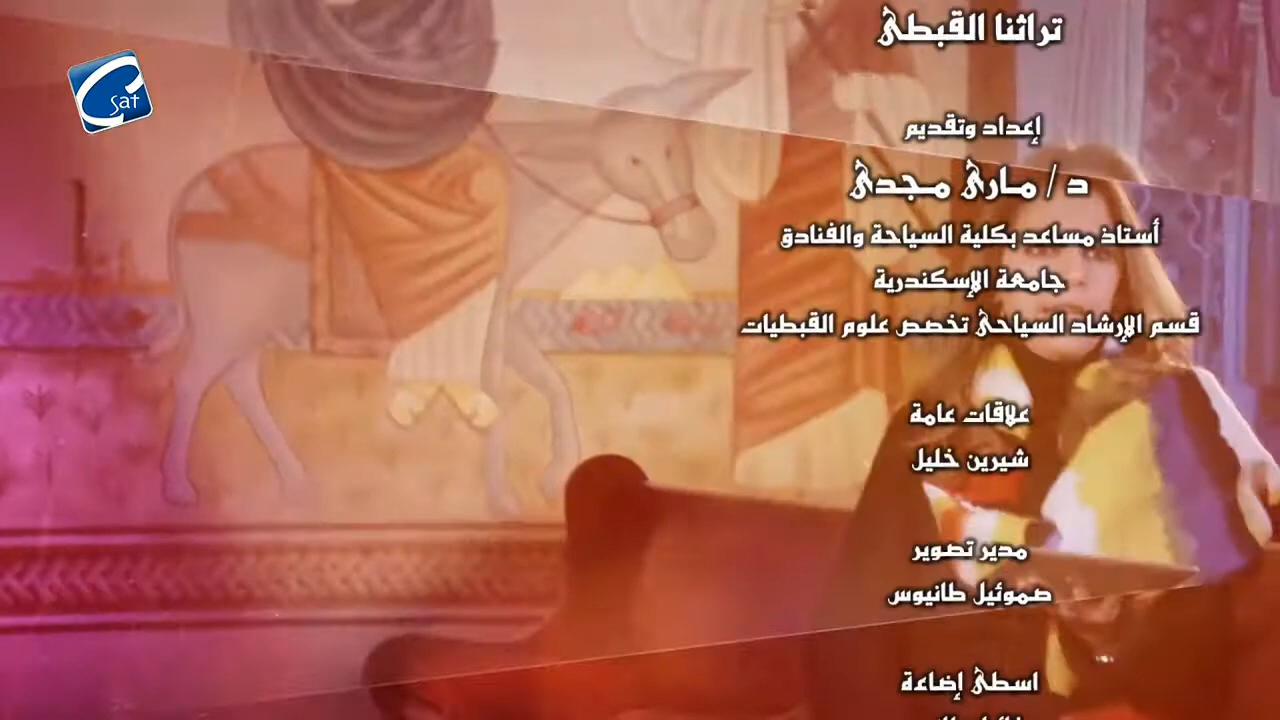 C Sat
تراثنا القبطى
إعداد وتقديم
د / مارى مجدى
أستاذ مساعد بكلية السياحة والفنادق
جامعة الإسكندرية
قسم الإرشاد السياحى تخصص علوم القبطيات
علاقات عامة
شيرين خليل
مدير تصوير
صموئيل طانيوس
اسطى إضاءة